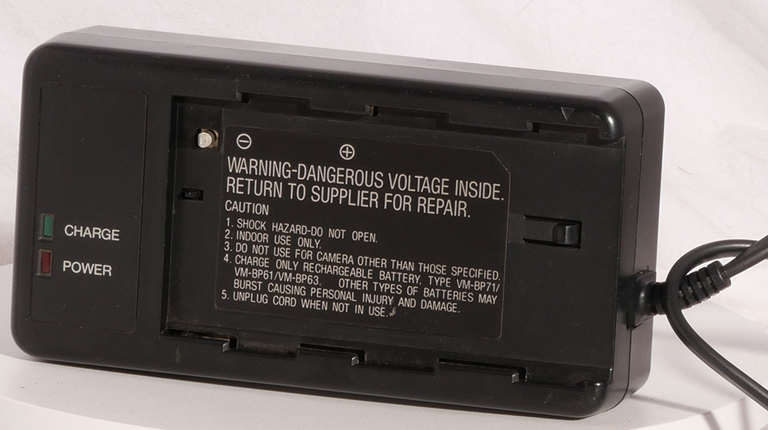 ⊖ ⊕
WARNING-DANGEROUS VOLTAGE INSIDE.
RETURN TO SUPPLIER FOR REPAIR.
CAUTION
1. SHOCK HAZARD-DO NOT OPEN.
2. INDOOR USE ONLY.
3. DO NOT USE FOR CAMERA OTHER THAN THOSE SPECIFIED.
4. CHARGE ONLY RECHARGEABLE BATTERY, TYPE VM-BP71/
VM-BP61/VM-BP63. OTHER TYPES OF BATTERIES MAY
BURST CAUSING PERSONAL INJURY AND DAMAGE.
5. UNPLUG CORD WHEN NOT IN USE.
CHARGE
POWER